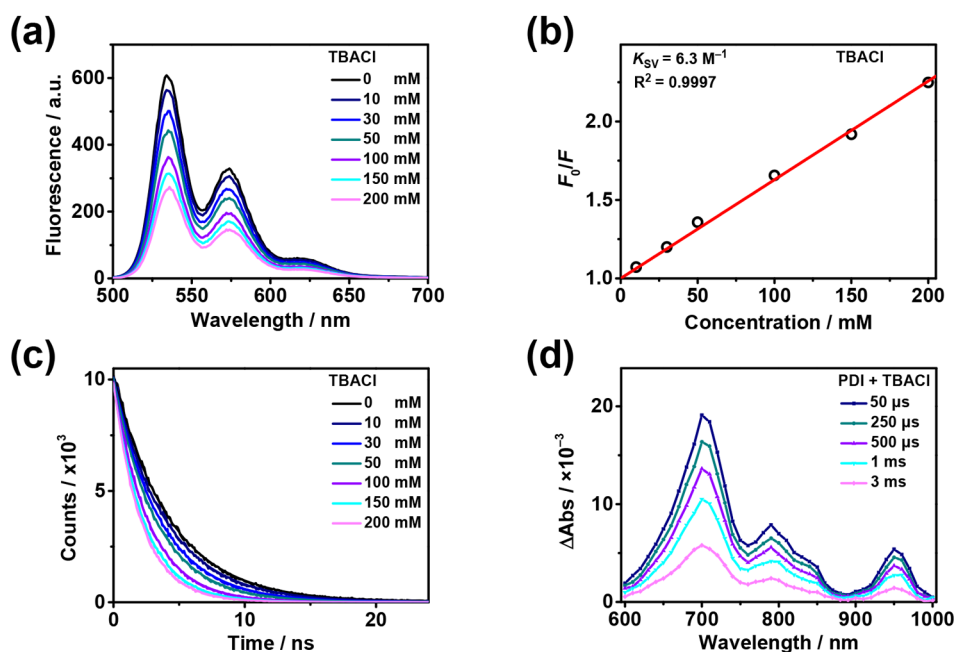 (a)
TBACl
0 mM
10 mM
30 mM
50 mM
100 mM
150 mM
200 mM
600
400
200
0
500 550 600 650 700
Fluorescence / a.u.
Wavelength / nm
(b)
K_SV = 6.3 M⁻¹
R² = 0.9997
TBACl
2.0
1.5
1.0
0 50 100 150 200
F₀/F
Concentration / mM
(c)
TBACl
0 mM
10 mM
30 mM
50 mM
100 mM
150 mM
200 mM
10
5
0
0 10 20
Counts / x10³
Time / ns
(d)
PDI + TBACl
50 µs
250 µs
500 µs
1 ms
3 ms
20
10
0
600 700 800 900 1000
ΔAbs / ×10⁻³
Wavelength / nm